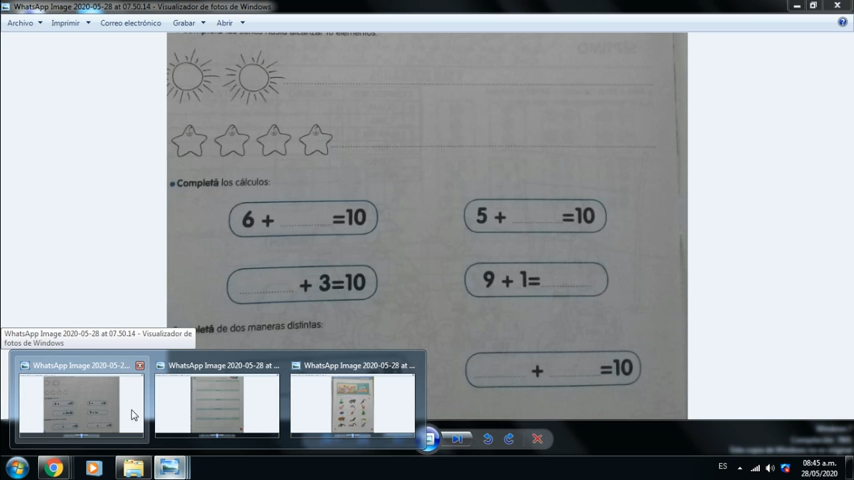 WhatsApp Image 2020-05-28 at 07.50.14 - Visualizador de fotos de Windows
Archivo Imprimir Correo electrónico Grabar Abrir
10 elementos.
Completá los cálculos:
6 + ........ =10
5 + ........ =10
........ + 3=10
9 + 1= ........
de dos maneras distintas:
........ + ........ =10
WhatsApp Image 2020-05-28 at 07.50.14 - Visualizador de
fotos de Windows
WhatsApp Image 2020-05-2...
WhatsApp Image 2020-05-28 at ...
WhatsApp Image 2020-05-28 at ...
ES
08:45 a.m.
28/05/2020